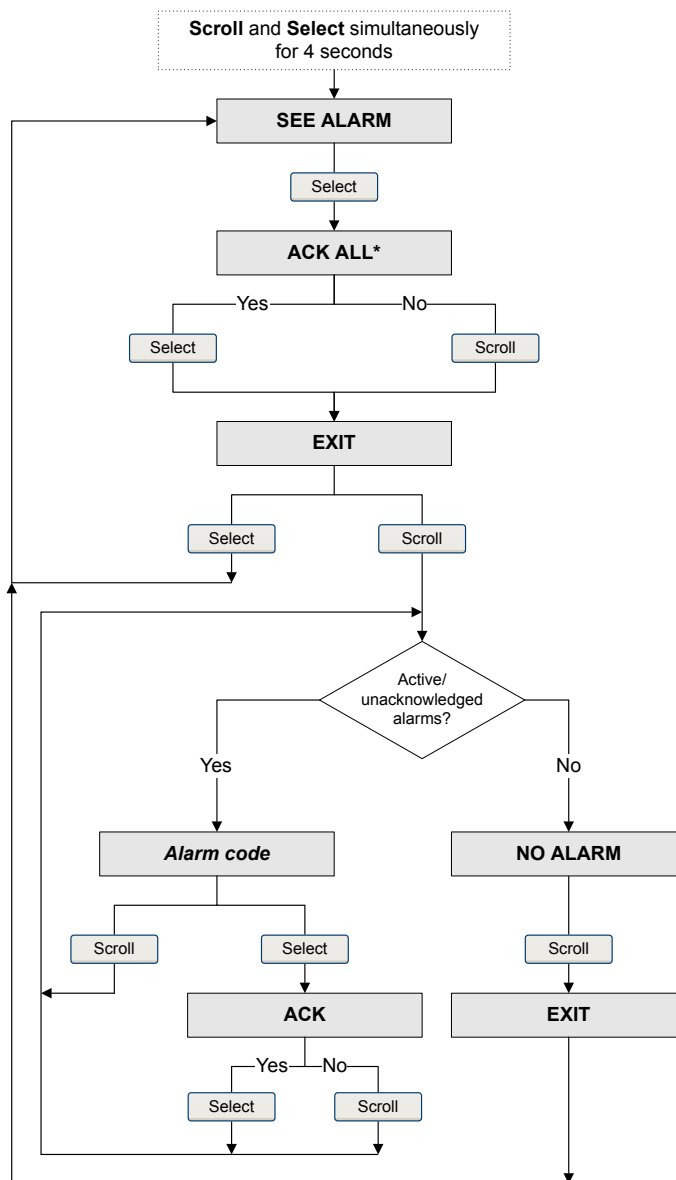 Scroll and Select simultaneously
for 4 seconds
SEE ALARM
Select
ACK ALL*
Yes
No
Select
Scroll
EXIT
Select
Scroll
Active/
unacknowledged
alarms?
Yes
No
Alarm code
NO ALARM
Scroll
Select
Scroll
ACK
EXIT
Yes
No
Select
Scroll